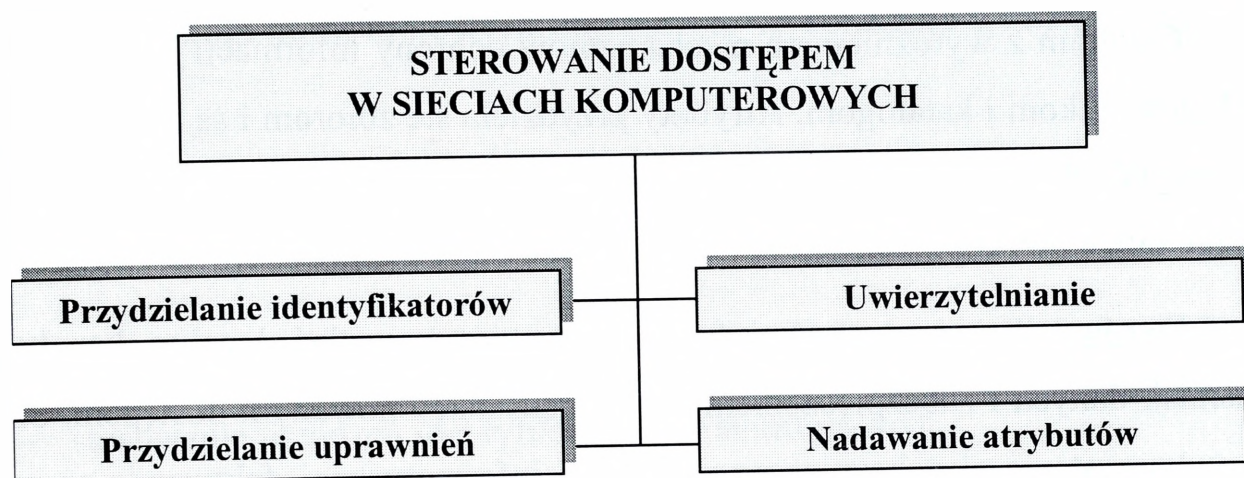 STEROWANIE DOSTĘPEM
W SIECIACH KOMPUTEROWYCH
Przydzielanie identyfikatorów
Uwierzytelnianie
Przydzielanie uprawnień
Nadawanie atrybutów